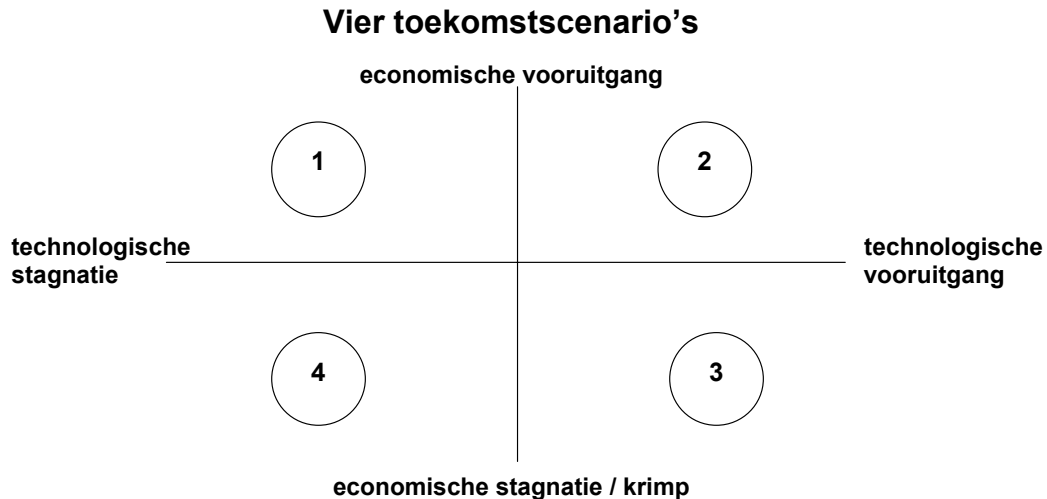 Vier toekomstscenario’s
economische vooruitgang
1
2
technologische
stagnatie
technologische
vooruitgang
4
3
economische stagnatie / krimp